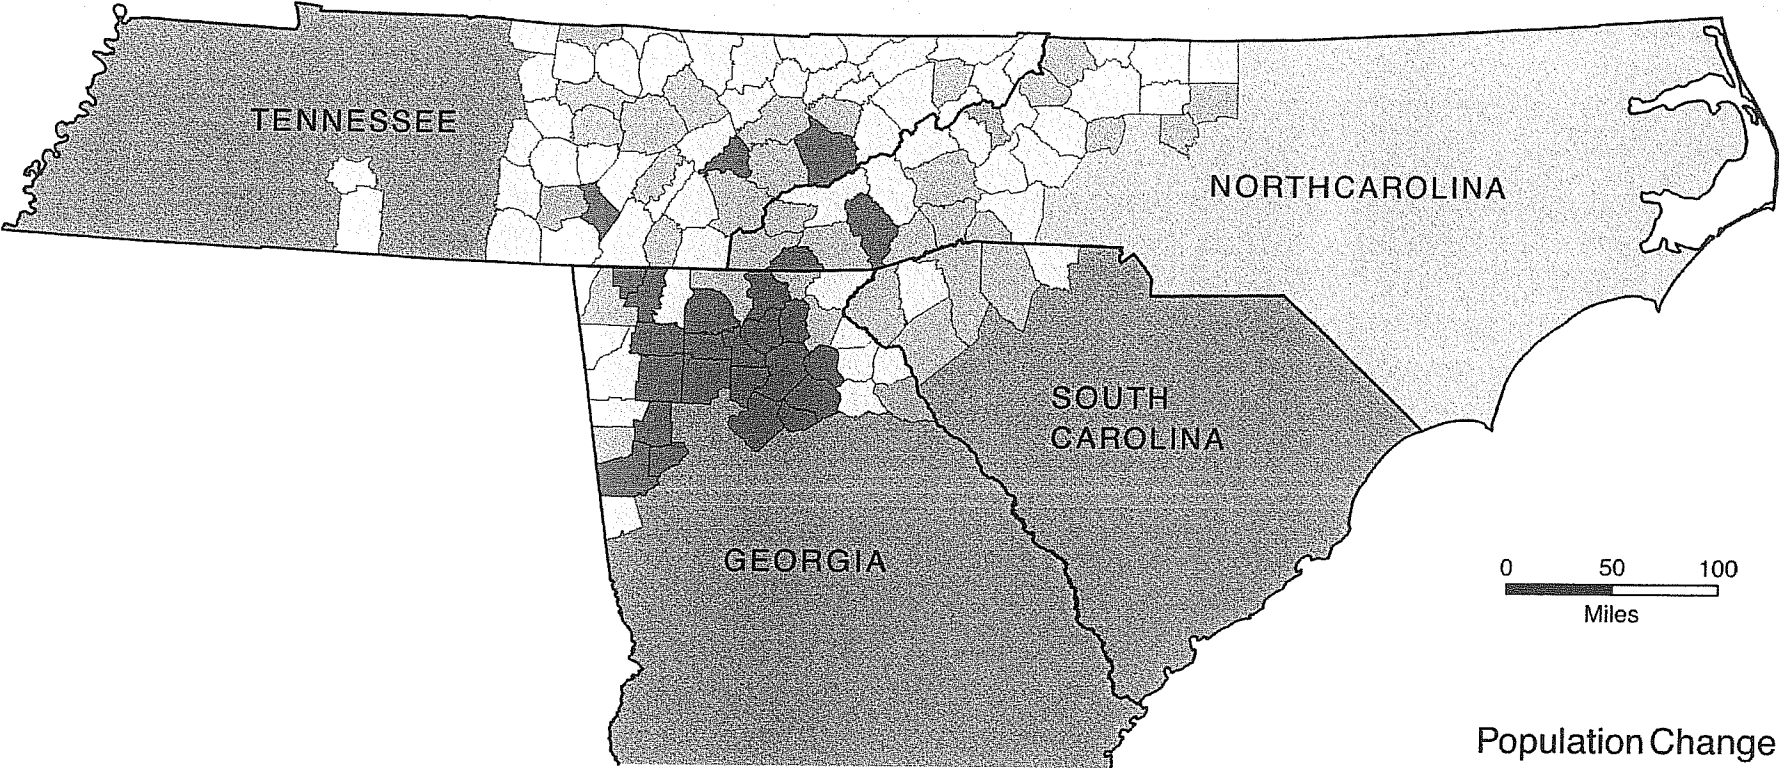 TENNESSEE
NORTHCAROLINA
SOUTH
CAROLINA
GEORGIA
0 50 100
Miles
Population Change